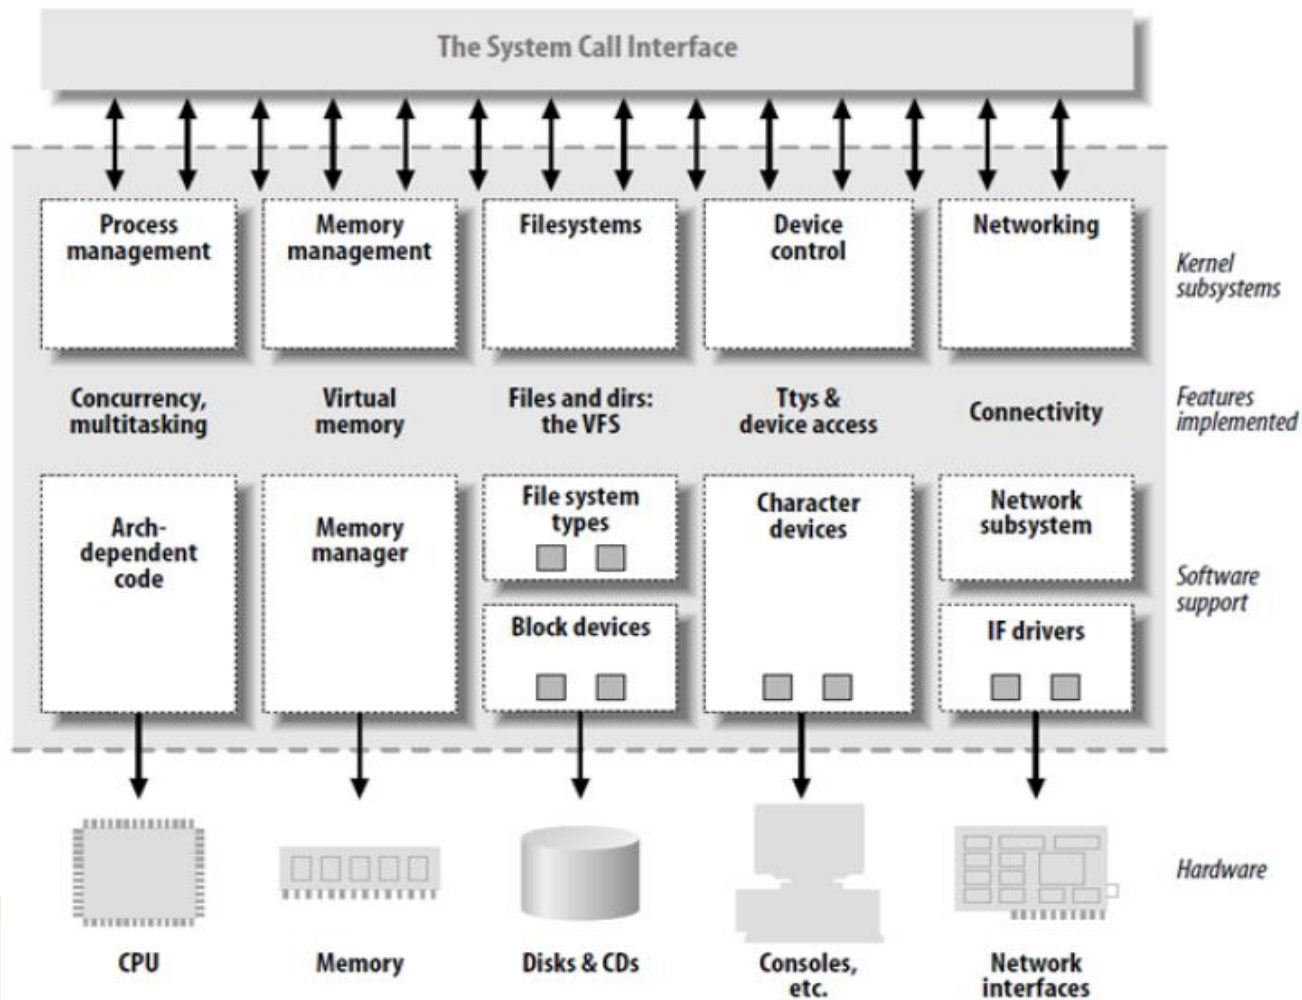 The System Call Interface
Process
management
Memory
management
Filesystems
Device
control
Networking
Kernel
subsystems
Concurrency,
multitasking
Virtual
memory
Files and dirs:
the VFS
Ttys &
device access
Connectivity
Features
implemented
Arch-
dependent
code
Memory
manager
File system
types
Block devices
Character
devices
Network
subsystem
IF drivers
Software
support
Hardware
CPU
Memory
Disks & CDs
Consoles,
etc.
Network
interfaces